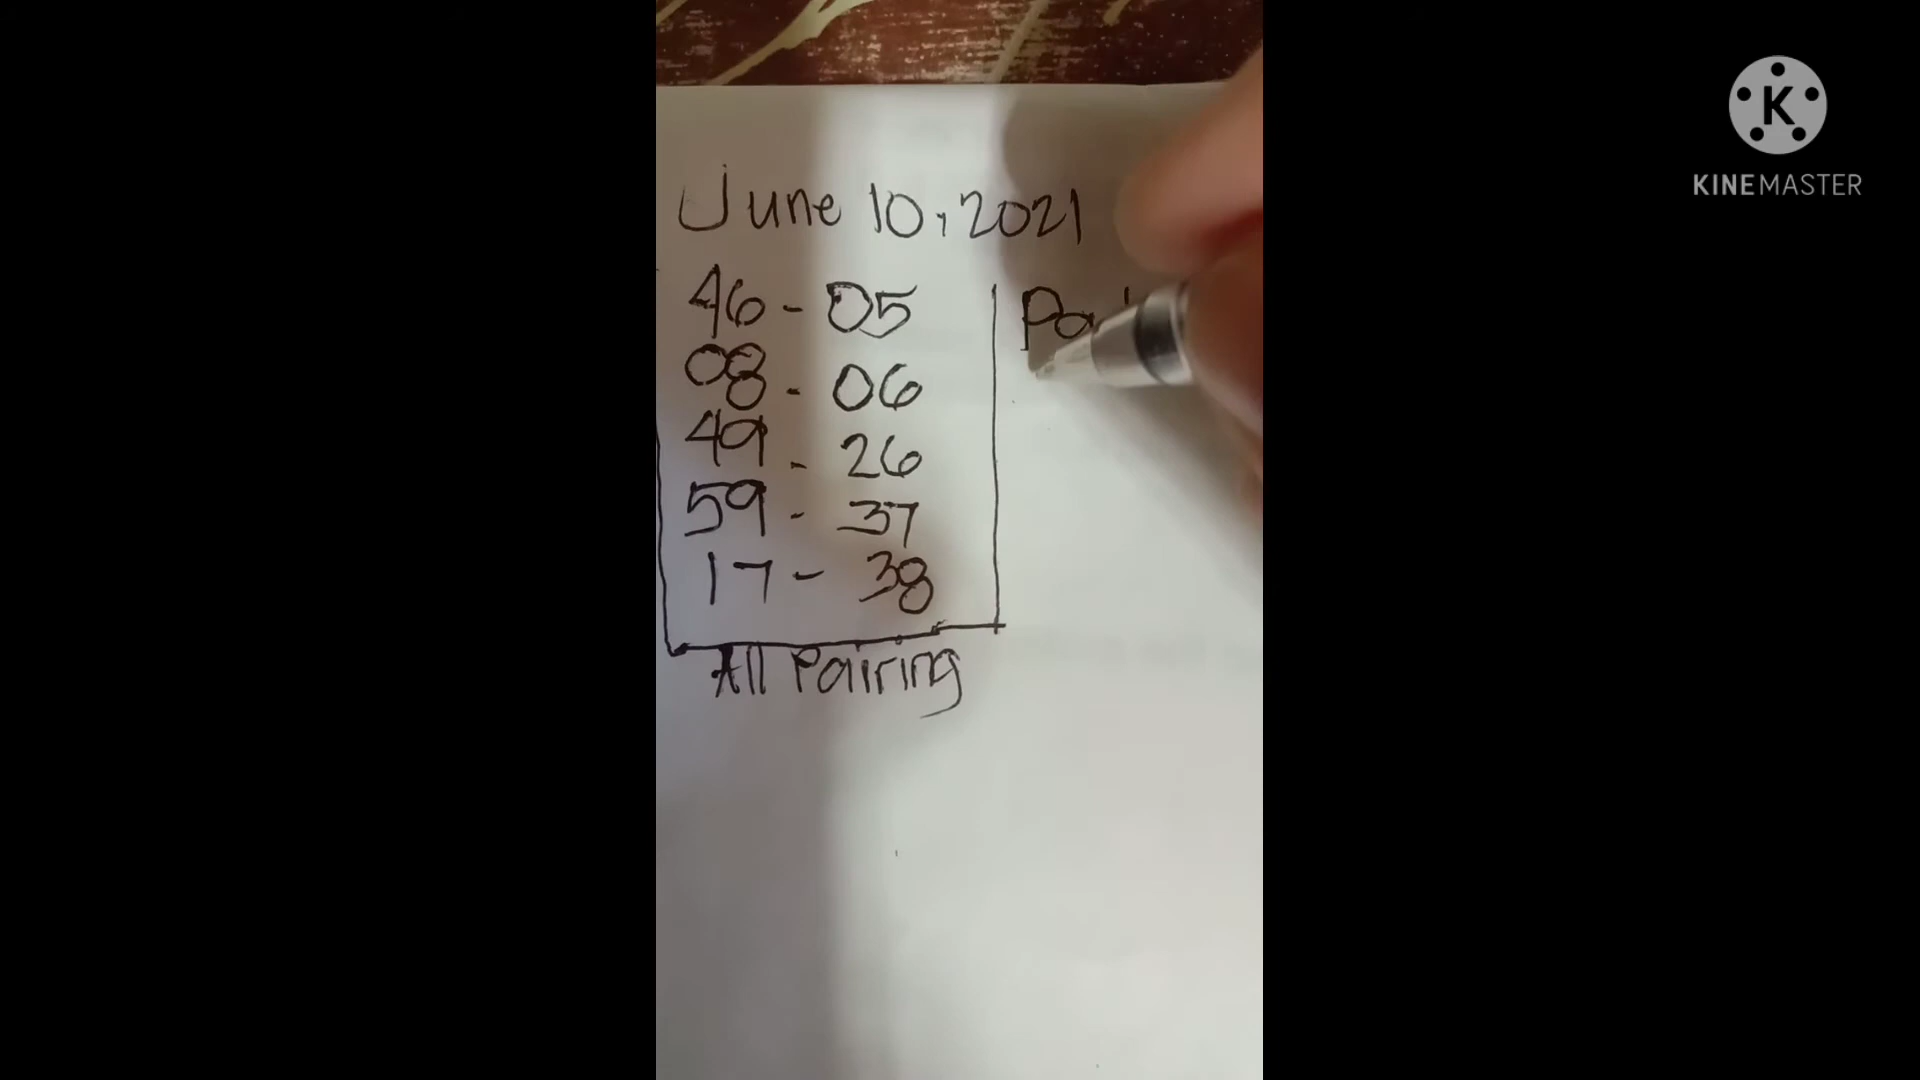 June 10, 2021
46 - 05
08 - 06
49 - 26
59 - 37
17 - 38
All Pairing
KINEMASTER